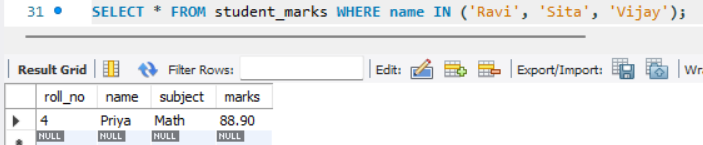 31 SELECT * FROM student_marks WHERE name IN ('Ravi', 'Sita', 'Vijay');
Result Grid Filter Rows: Edit: Export/Import: Wr
roll_no name subject marks
4 Priya Math 88.90
NULL NULL NULL NULL